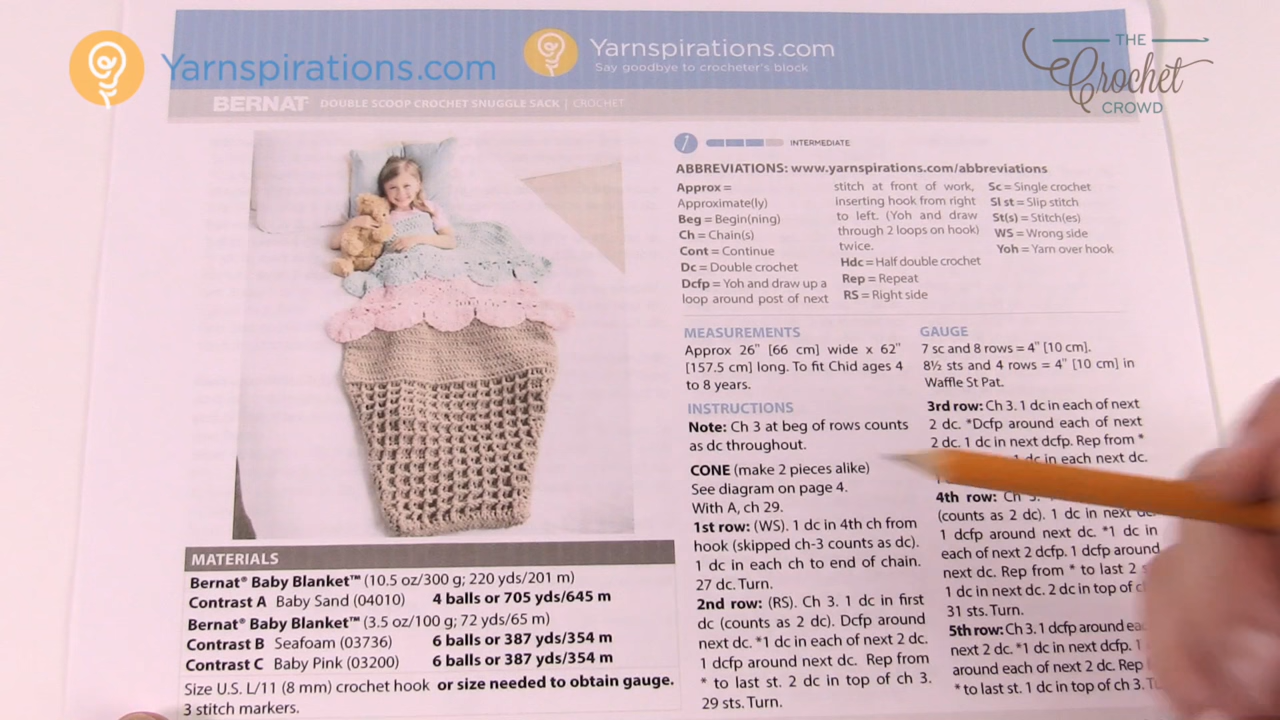 Yarnspirations.com
Yarnspirations.com
Say goodbye to crocheter's block
THE
Crochet
CROWD
BERNAT DOUBLE SCOOP CROCHET SNUGGLE SACK | CROCHET
INTERMEDIATE
ABBREVIATIONS: www.yarnspirations.com/abbreviations
Approx =
Approximate(ly)
Beg = Begin(ning)
Ch = Chain(s)
Cont = Continue
Dc = Double crochet
Dcfp = Yoh and draw up a
loop around post of next
stitch at front of work,
inserting hook from right
to left. (Yoh and draw
through 2 loops on hook)
twice.
Hdc = Half double crochet
Rep = Repeat
RS = Right side
Sc = Single crochet
Sl st = Slip stitch
St(s) = Stitch(es)
WS = Wrong side
Yoh = Yarn over hook
MEASUREMENTS
Approx 26" [66 cm] wide x 62"
[157.5 cm] long. To fit Chid ages 4
to 8 years.
GAUGE
7 sc and 8 rows = 4" [10 cm].
8½ sts and 4 rows = 4" [10 cm] in
Waffle St Pat.
INSTRUCTIONS
Note: Ch 3 at beg of rows counts
as dc throughout.
CONE (make 2 pieces alike)
See diagram on page 4.
With A, ch 29.
1st row: (WS). 1 dc in 4th ch from
hook (skipped ch-3 counts as dc).
1 dc in each ch to end of chain.
27 dc. Turn.
2nd row: (RS). Ch 3. 1 dc in first
dc (counts as 2 dc). Dcfp around
next dc. *1 dc in each of next 2 dc.
1 dcfp around next dc. Rep from
* to last st. 2 dc in top of ch 3.
29 sts. Turn.
3rd row: Ch 3. 1 dc in each of next
2 dc. *Dcfp around each of next
2 dc. 1 dc in next dcfp. Rep from *
1 dc in each next dc.
4th row: Ch 3.
(counts as 2 dc). 1 dc in next dc.
1 dcfp around next dc. *1 dc in
each of next 2 dcfp. 1 dcfp around
next dc. Rep from * to last 2
1 dc in next dc. 2 dc in top of
31 sts. Turn.
5th row: Ch 3. 1 dcfp around
next 2 dc. *1 dc in next dcfp. 1
around each of next 2 dc. Rep
* to last st. 1 dc in top of ch 3.
MATERIALS
Bernat® Baby Blanket™ (10.5 oz/300 g; 220 yds/201 m)
Contrast A Baby Sand (04010) 4 balls or 705 yds/645 m
Bernat® Baby Blanket™ (3.5 oz/100 g; 72 yds/65 m)
Contrast B Seafoam (03736) 6 balls or 387 yds/354 m
Contrast C Baby Pink (03200) 6 balls or 387 yds/354 m
Size U.S. L/11 (8 mm) crochet hook or size needed to obtain gauge.
3 stitch markers.